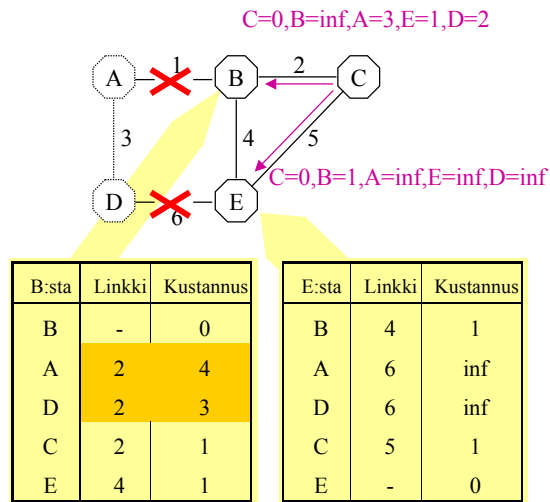 C=0,B=inf,A=3,E=1,D=2
A 1 B 2 C
3 4 5
C=0,B=1,A=inf,E=inf,D=inf
D 6 E
B:sta Linkki Kustannus
B - 0
A 2 4
D 2 3
C 2 1
E 4 1
E:sta Linkki Kustannus
B 4 1
A 6 inf
D 6 inf
C 5 1
E - 0